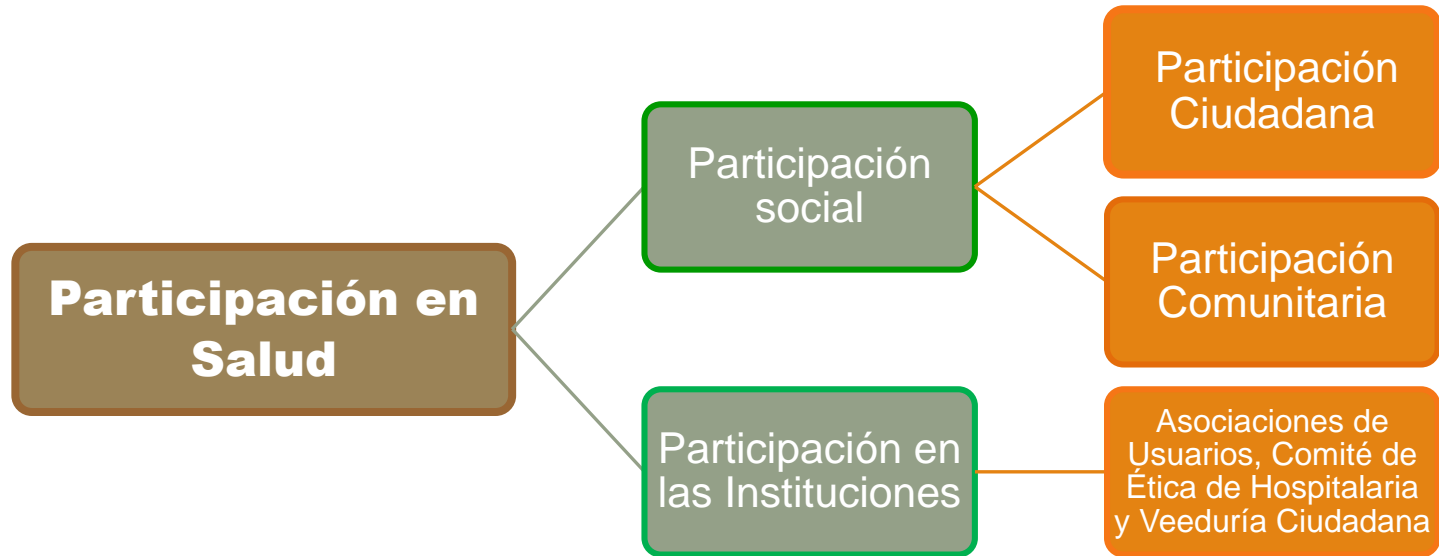 Participación en
Salud
Participación
social
Participación en
las Instituciones
Participación
Ciudadana
Participación
Comunitaria
Asociaciones de
Usuarios, Comité de
Ética de Hospitalaria
y Veeduría Ciudadana